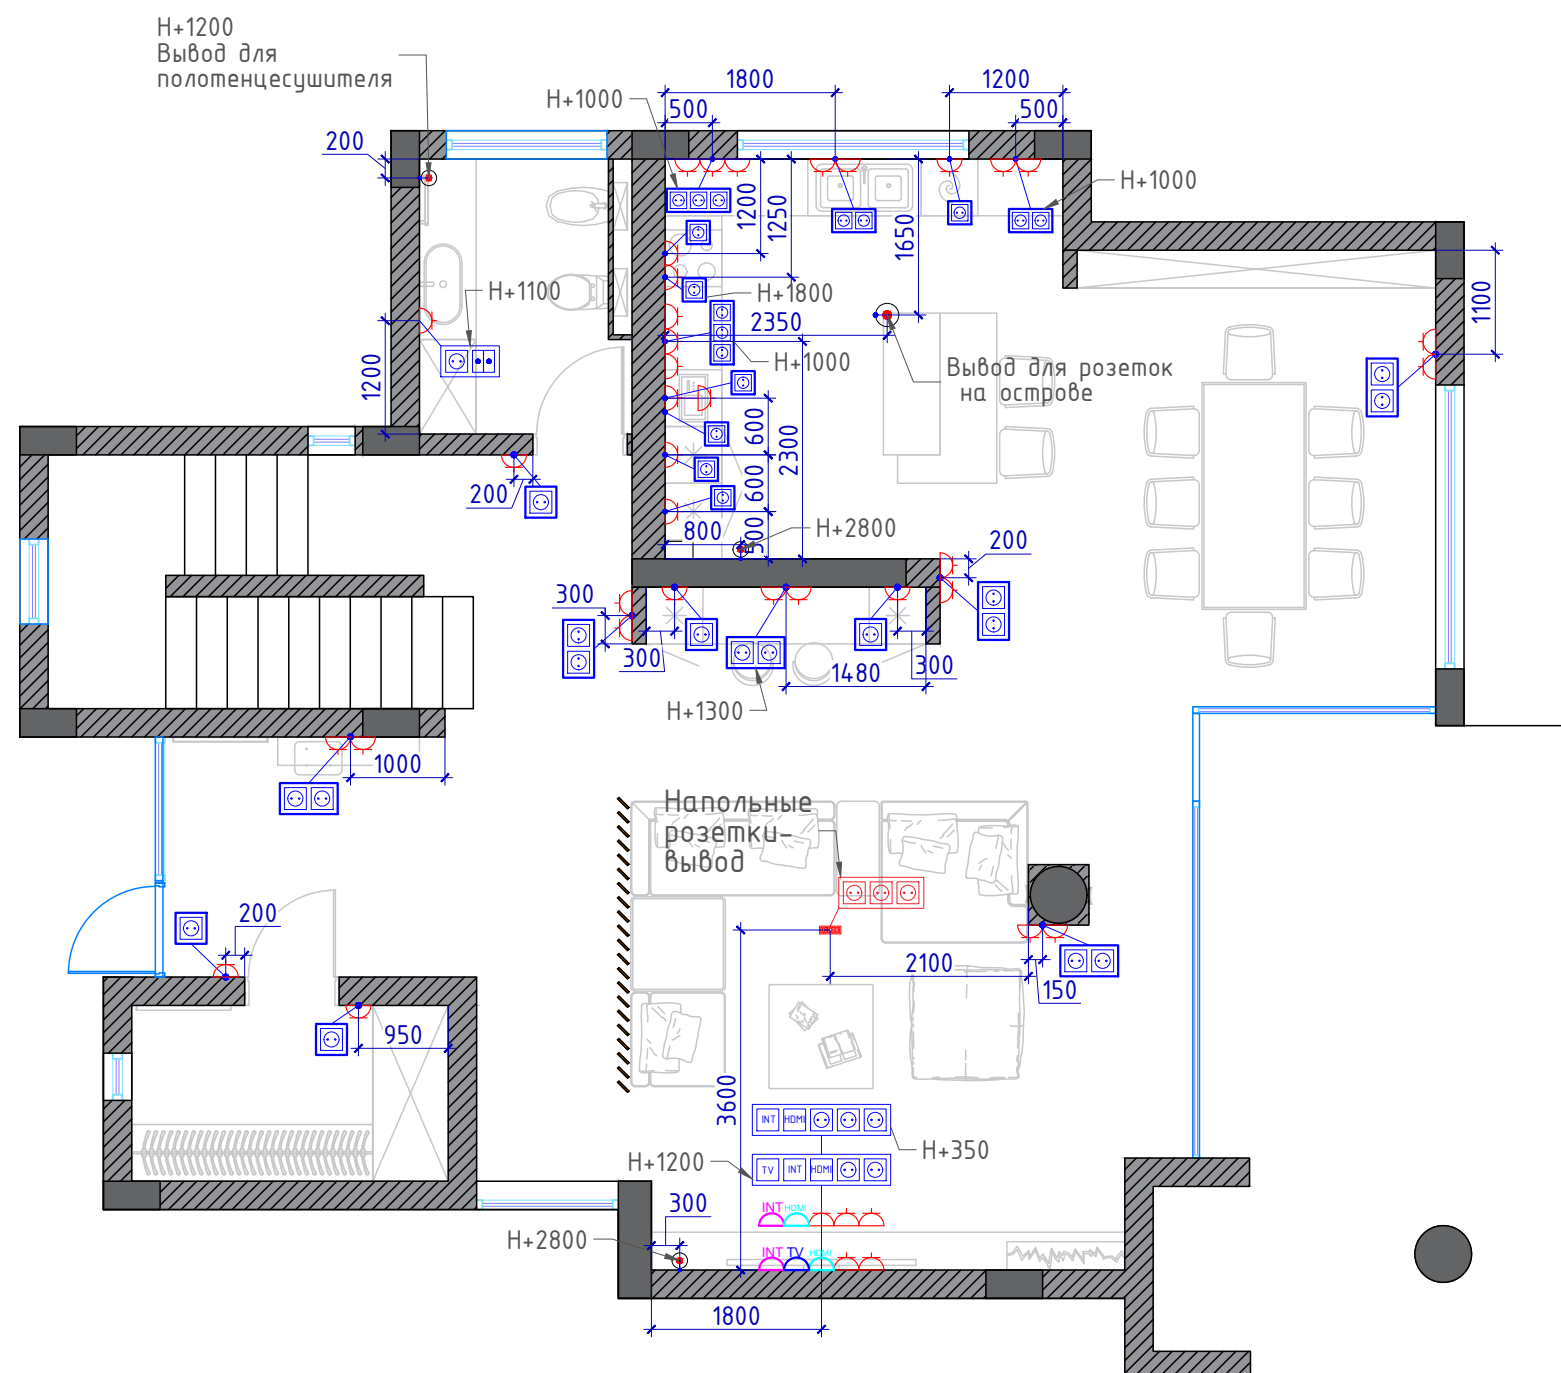 H+1200
Вывод для
полотенцесушителя
1800
1200
H+1000
500
500
200
H+1000
1200
1250
1650
H+1100
H+1800
1100
2350
H+1000
Вывод для розеток
на острове
1200
600
2300
200
600
800
300
H+2800
200
300
300
1480
300
H+1300
1000
Напольные
розетки-
вывод
200
2100
150
950
3600
INT HDMI
H+350
H+1200
TV INT HDMI
300
INT HDMI
H+2800
INT TV HDMI
1800